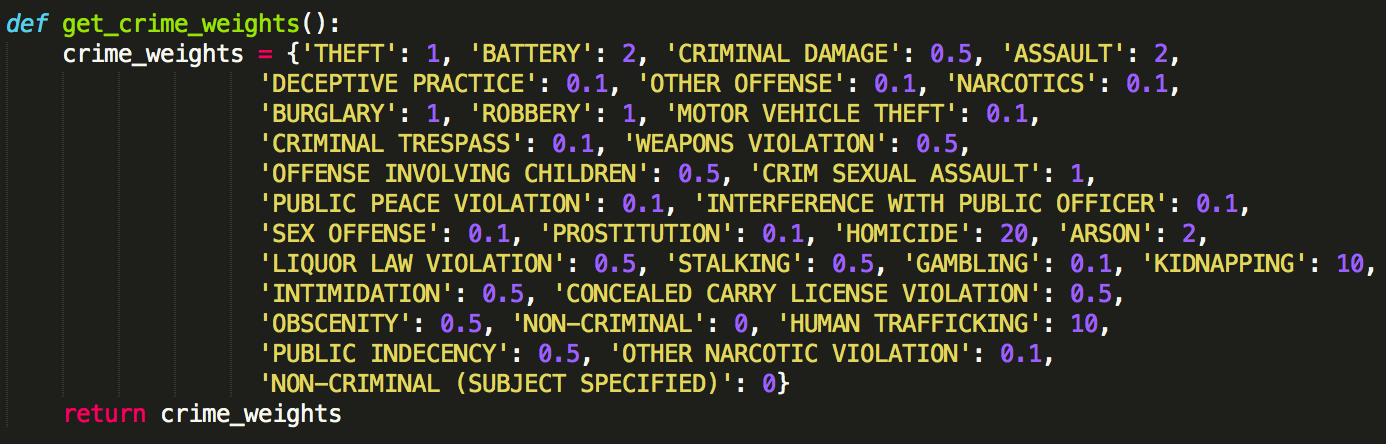 def get_crime_weights():
    crime_weights = {'THEFT': 1, 'BATTERY': 2, 'CRIMINAL DAMAGE': 0.5, 'ASSAULT': 2,
                  'DECEPTIVE PRACTICE': 0.1, 'OTHER OFFENSE': 0.1, 'NARCOTICS': 0.1,
                  'BURGLARY': 1, 'ROBBERY': 1, 'MOTOR VEHICLE THEFT': 0.1,
                  'CRIMINAL TRESPASS': 0.1, 'WEAPONS VIOLATION': 0.5,
                  'OFFENSE INVOLVING CHILDREN': 0.5, 'CRIM SEXUAL ASSAULT': 1,
                  'PUBLIC PEACE VIOLATION': 0.1, 'INTERFERENCE WITH PUBLIC OFFICER': 0.1,
                  'SEX OFFENSE': 0.1, 'PROSTITUTION': 0.1, 'HOMICIDE': 20, 'ARSON': 2,
                  'LIQUOR LAW VIOLATION': 0.5, 'STALKING': 0.5, 'GAMBLING': 0.1, 'KIDNAPPING': 10,
                  'INTIMIDATION': 0.5, 'CONCEALED CARRY LICENSE VIOLATION': 0.5,
                  'OBSCENITY': 0.5, 'NON-CRIMINAL': 0, 'HUMAN TRAFFICKING': 10,
                  'PUBLIC INDECENCY': 0.5, 'OTHER NARCOTIC VIOLATION': 0.1,
                  'NON-CRIMINAL (SUBJECT SPECIFIED)': 0}
    return crime_weights